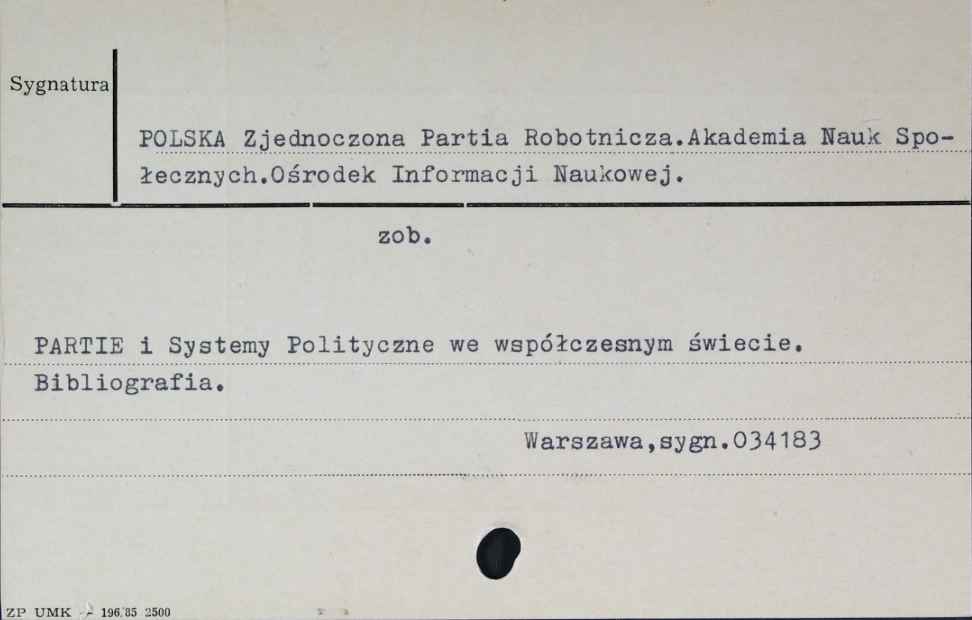 Sygnatura
POLSKA Zjednoczona Partia Robotnicza.Akademia Nauk Spo-
łecznych.Ośrodek Informacji Naukowej.
zob.
PARTIE i Systemy Polityczne we współczesnym świecie.
Bibliografia.
Warszawa,sygn.034183
ZP UMK - 196/85 2500